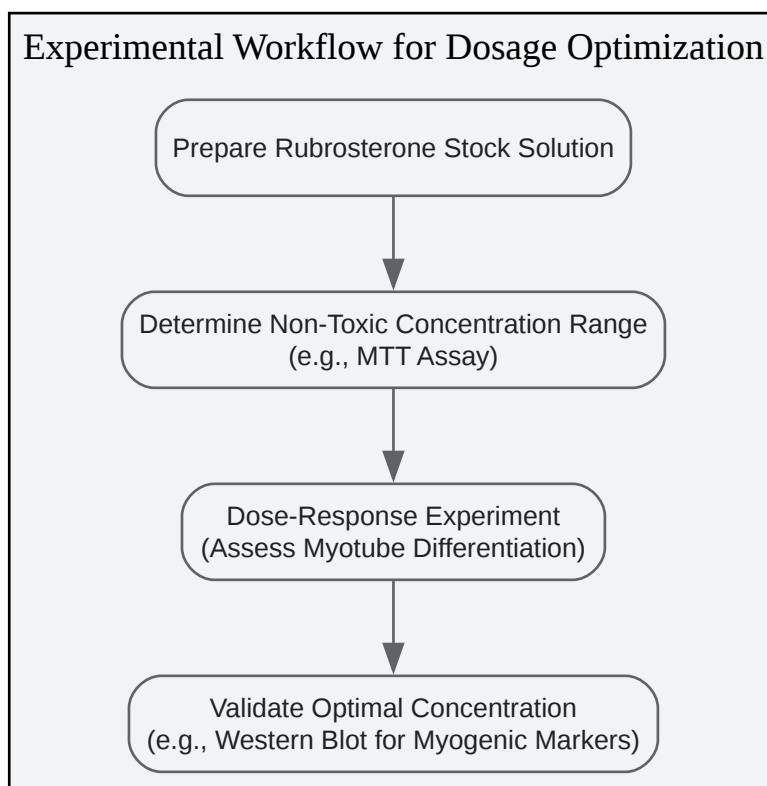 Experimental Workflow for Dosage Optimization
Prepare Rubrosterone Stock Solution
Determine Non-Toxic Concentration Range
(e.g., MTT Assay)
Dose-Response Experiment
(Assess Myotube Differentiation)
Validate Optimal Concentration
(e.g., Western Blot for Myogenic Markers)